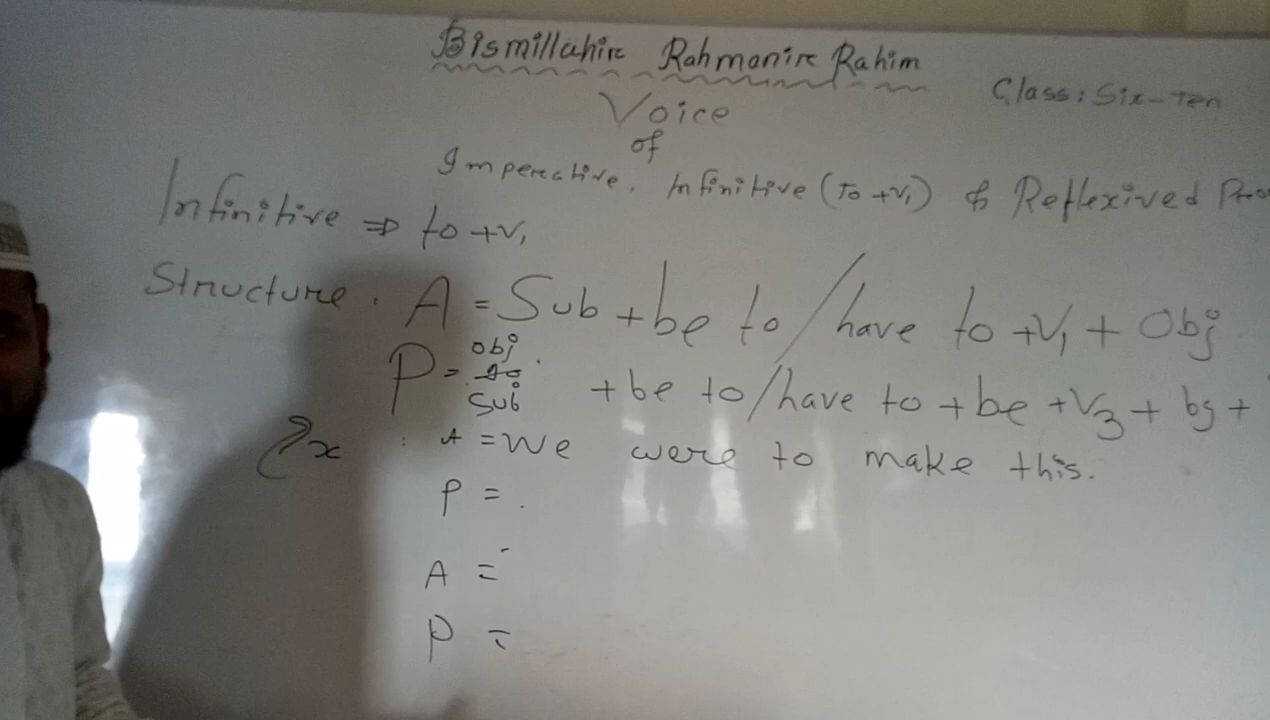 Bismillahir Rahmanir Rahim
Class: Six-Ten
Voice
of
Imperative, Infinitive (To +V1) & Reflexived Pro
Infinitive ⇒ to +V1
Structure. A = Sub + be to / have to +V1 + Obj
P = obj sub + be to/have to + be +V3 + by +
Ex : A = We were to make this.
P = .
A =
P =